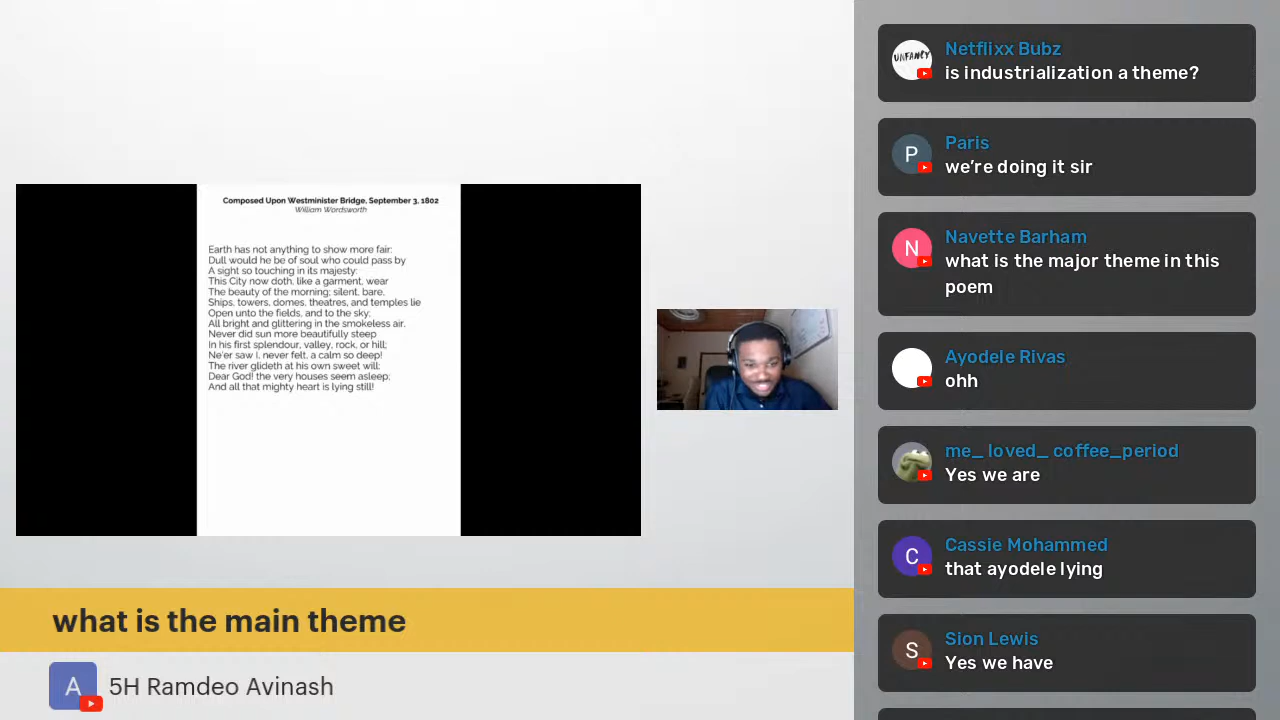 Composed Upon Westminister Bridge, September 3, 1802
William Wordsworth
Earth has not anything to show more fair:
Dull would he be of soul who could pass by
A sight so touching in its majesty:
This City now doth, like a garment, wear
The beauty of the morning; silent, bare,
Ships, towers, domes, theatres, and temples lie
Open unto the fields, and to the sky;
All bright and glittering in the smokeless air.
Never did sun more beautifully steep
In his first splendour, valley, rock, or hill;
Ne'er saw I, never felt, a calm so deep!
The river glideth at his own sweet will:
Dear God! the very houses seem asleep;
And all that mighty heart is lying still!
what is the main theme
A
5H Ramdeo Avinash
UNFANCY
Netflixx Bubz
is industrialization a theme?
P
Paris
we’re doing it sir
N
Navette Barham
what is the major theme in this
poem
Ayodele Rivas
ohh
me_ loved_ coffee_period
Yes we are
C
Cassie Mohammed
that ayodele lying
S
Sion Lewis
Yes we have